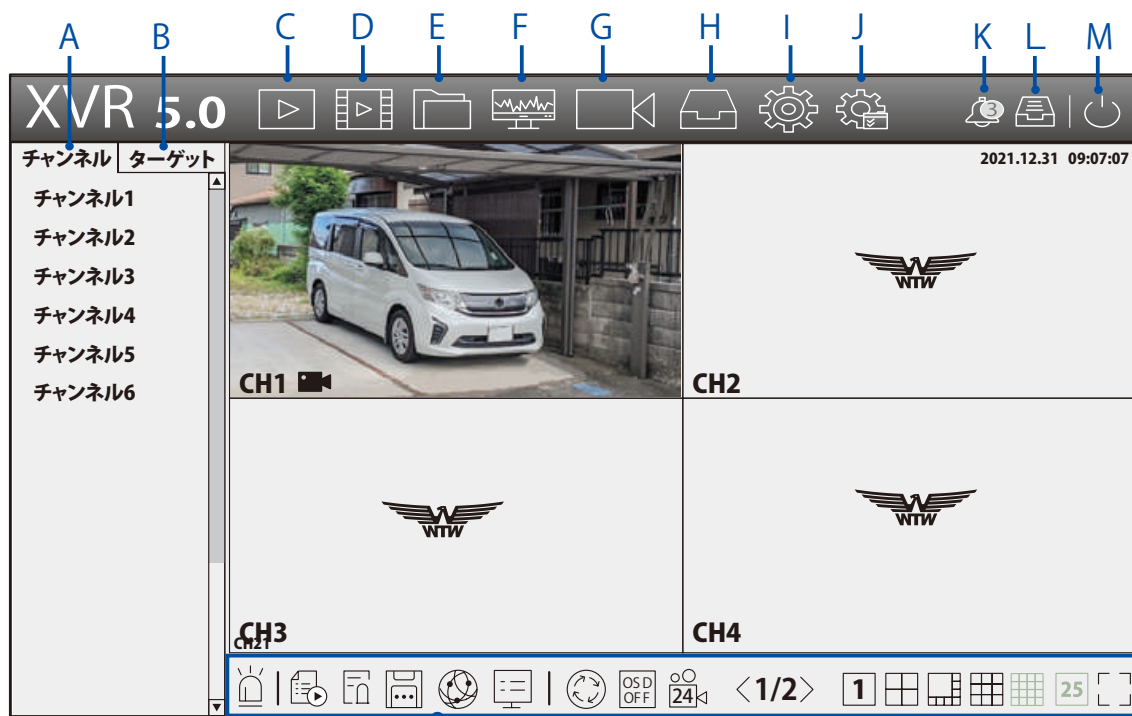 A B C D E F G H I J K L M
XVR 5.0
3
チャンネル ターゲット
2021.12.31 09:07:07
チャンネル1
チャンネル2
チャンネル3
チャンネル4
チャンネル5
チャンネル6
WTW
CH1
CH2
WTW
WTW
CH3
CH21
CH4
OSD
OFF
24
<1/2>
1
25